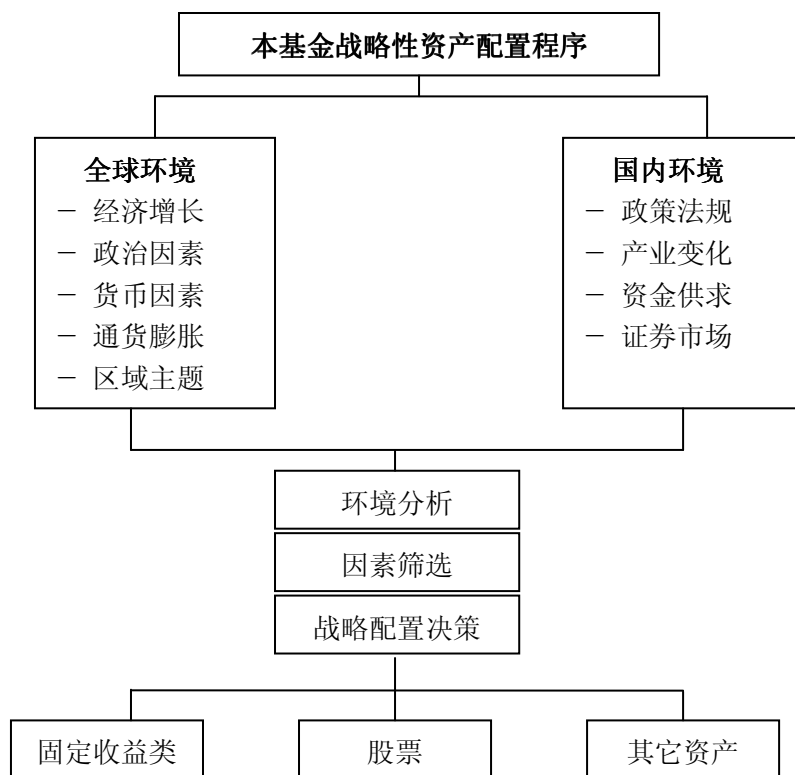 本基金战略性资产配置程序
全球环境
－ 经济增长
－ 政治因素
－ 货币因素
－ 通货膨胀
－ 区域主题
国内环境
－ 政策法规
－ 产业变化
－ 资金供求
－ 证券市场
环境分析
因素筛选
战略配置决策
固定收益类
股票
其它资产